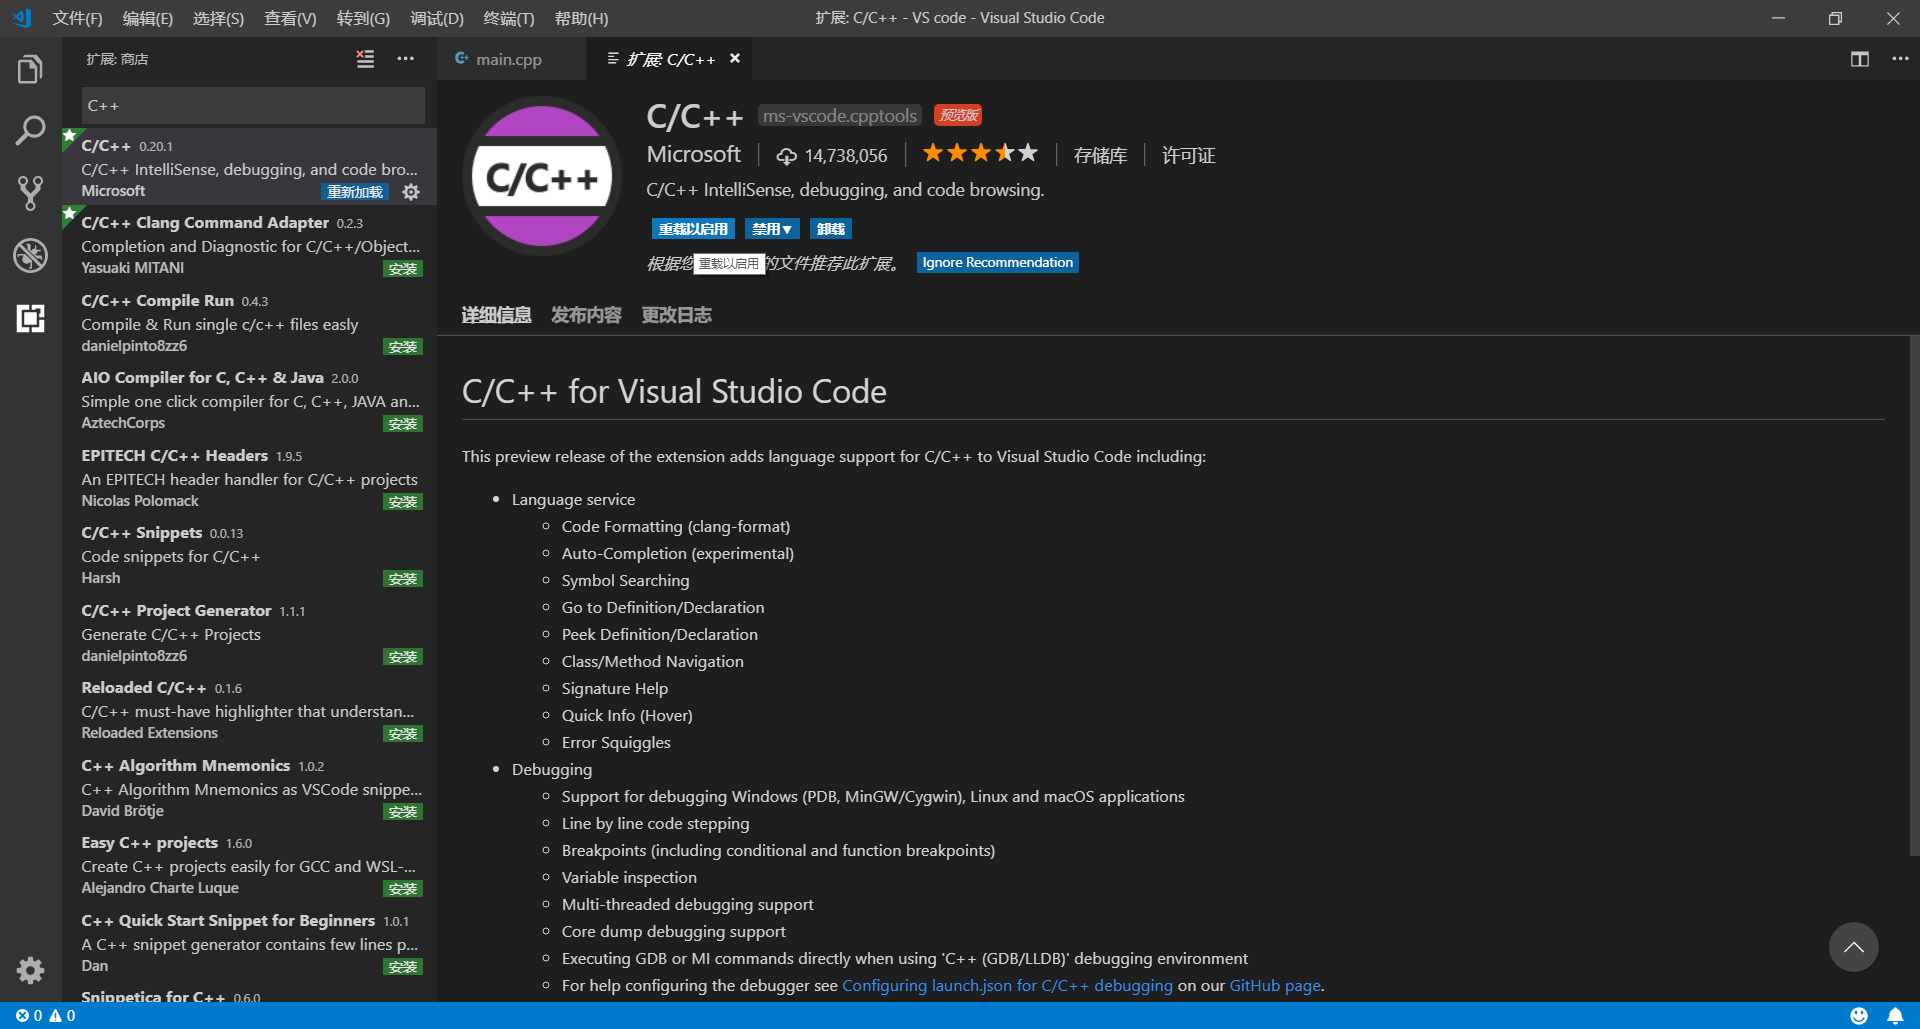 文件(F) 编辑(E) 选择(S) 查看(V) 转到(G) 调试(D) 终端(T) 帮助(H) 扩展: C/C++ - VS code - Visual Studio Code
扩展: 商店
main.cpp
扩展: C/C++
C++
C/C++ 0.20.1
C/C++ IntelliSense, debugging, and code bro...
Microsoft 重新加载
C/C++ Clang Command Adapter 0.2.3
Completion and Diagnostic for C/C++/Object...
Yasuaki MITANI 安装
C/C++ Compile Run 0.4.3
Compile & Run single c/c++ files easly
danielpinto8zz6 安装
AIO Compiler for C, C++ & Java 2.0.0
Simple one click compiler for C, C++, JAVA an...
AztechCorps 安装
EPITECH C/C++ Headers 1.9.5
An EPITECH header handler for C/C++ projects
Nicolas Polomack 安装
C/C++ Snippets 0.0.13
Code snippets for C/C++
Harsh 安装
C/C++ Project Generator 1.1.1
Generate C/C++ Projects
danielpinto8zz6 安装
Reloaded C/C++ 0.1.6
C/C++ must-have highlighter that understan...
Reloaded Extensions 安装
C++ Algorithm Mnemonics 1.0.2
C++ Algorithm Mnemonics as VSCode snippe...
David Brötje 安装
Easy C++ projects 1.6.0
Create C++ projects easily for GCC and WSL-...
Alejandro Charte Luque 安装
C++ Quick Start Snippet for Beginners 1.0.1
A C++ snippet generator contains few lines p...
Dan 安装
Snippetica for C++ 0.6.0
C/C++
C/C++ ms-vscode.cpptools 预览版
Microsoft 14,738,056 存储库 许可证
C/C++ IntelliSense, debugging, and code browsing.
重载以启用 禁用▼ 卸载
根据您 重载以启用 的文件推荐此扩展。 Ignore Recommendation
详细信息 发布内容 更改日志
C/C++ for Visual Studio Code
This preview release of the extension adds language support for C/C++ to Visual Studio Code including:
Language service
Code Formatting (clang-format)
Auto-Completion (experimental)
Symbol Searching
Go to Definition/Declaration
Peek Definition/Declaration
Class/Method Navigation
Signature Help
Quick Info (Hover)
Error Squiggles
Debugging
Support for debugging Windows (PDB, MinGW/Cygwin), Linux and macOS applications
Line by line code stepping
Breakpoints (including conditional and function breakpoints)
Variable inspection
Multi-threaded debugging support
Core dump debugging support
Executing GDB or MI commands directly when using 'C++ (GDB/LLDB)' debugging environment
For help configuring the debugger see Configuring launch.json for C/C++ debugging on our GitHub page.
0 0